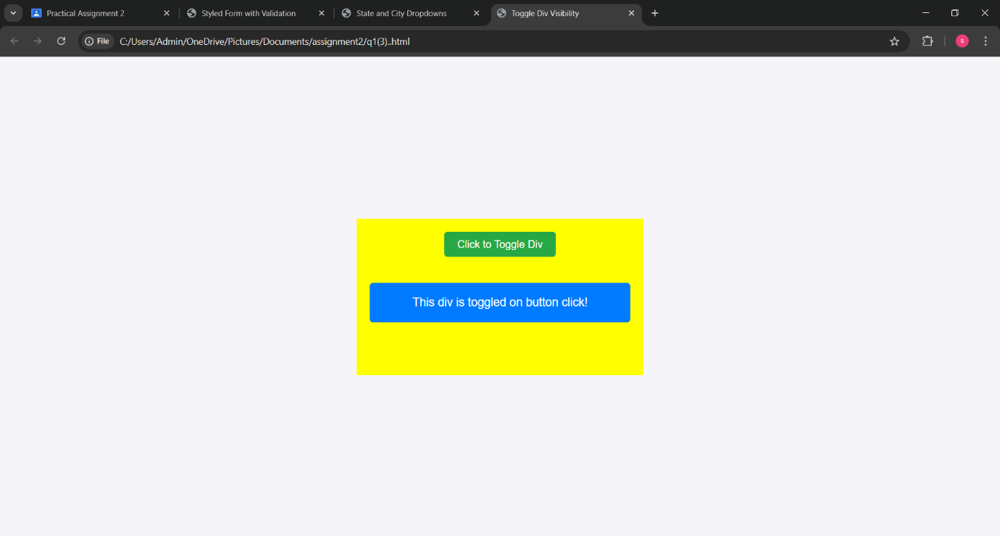 Practical Assignment 2
Styled Form with Validation
State and City Dropdowns
Toggle Div Visibility
File
C:/Users/Admin/OneDrive/Pictures/Documents/assignment2/q1(3)..html
S
Click to Toggle Div
This div is toggled on button click!